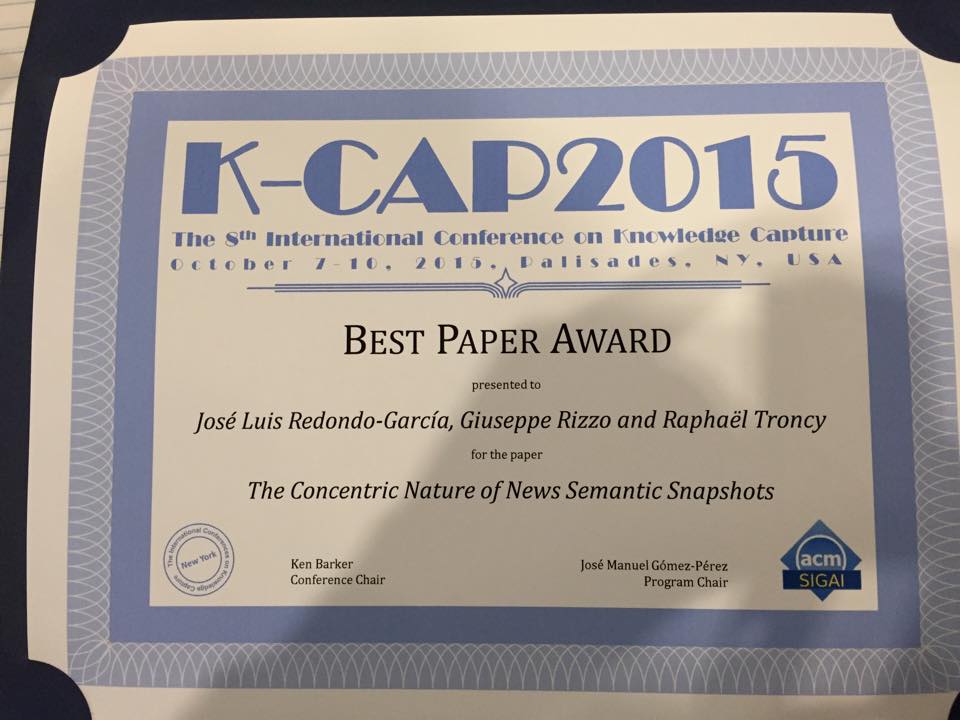 K-CAP2015
The 8th International Conference on Knowledge Capture
October 7-10, 2015, Palisades, NY, USA
BEST PAPER AWARD
presented to
José Luis Redondo-García, Giuseppe Rizzo and Raphaël Troncy
for the paper
The Concentric Nature of News Semantic Snapshots
The International Conferences on Knowledge Capture
New York
Ken Barker
Conference Chair
José Manuel Gómez-Pérez
Program Chair
acm
SIGAI